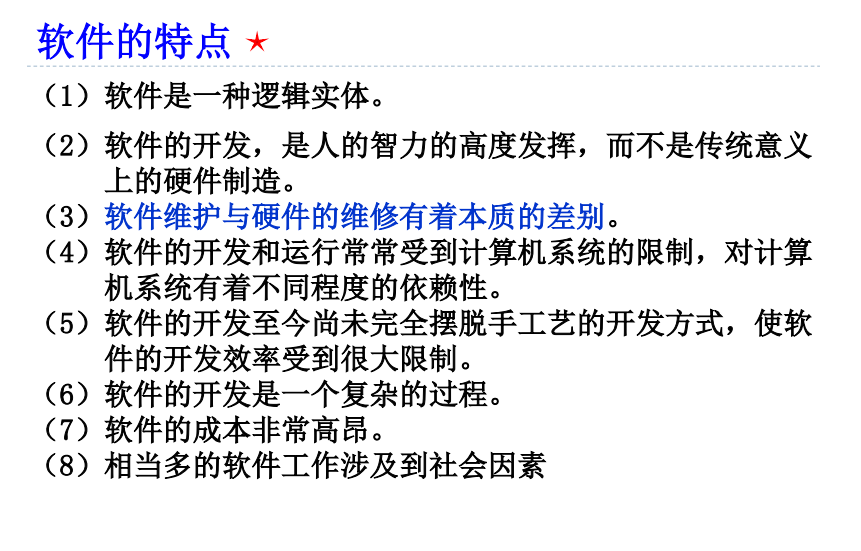 软件的特点 ★
（1）软件是一种逻辑实体。
（2）软件的开发，是人的智力的高度发挥，而不是传统意义
上的硬件制造。
（3）软件维护与硬件的维修有着本质的差别。
（4）软件的开发和运行常常受到计算机系统的限制，对计算
机系统有着不同程度的依赖性。
（5）软件的开发至今尚未完全摆脱手工艺的开发方式，使软
件的开发效率受到很大限制。
（6）软件的开发是一个复杂的过程。
（7）软件的成本非常高昂。
（8）相当多的软件工作涉及到社会因素